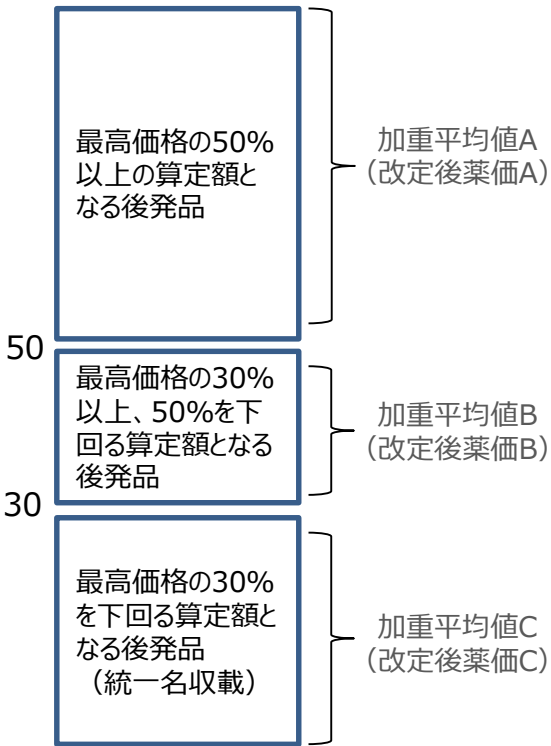 最高価格の50%
以上の算定額と
なる後発品
加重平均値A
（改定後薬価A）
50
最高価格の30%
以上、50%を下
回る算定額となる
後発品
加重平均値B
（改定後薬価B）
30
最高価格の30%
を下回る算定額と
なる後発品
（統一名収載）
加重平均値C
（改定後薬価C）